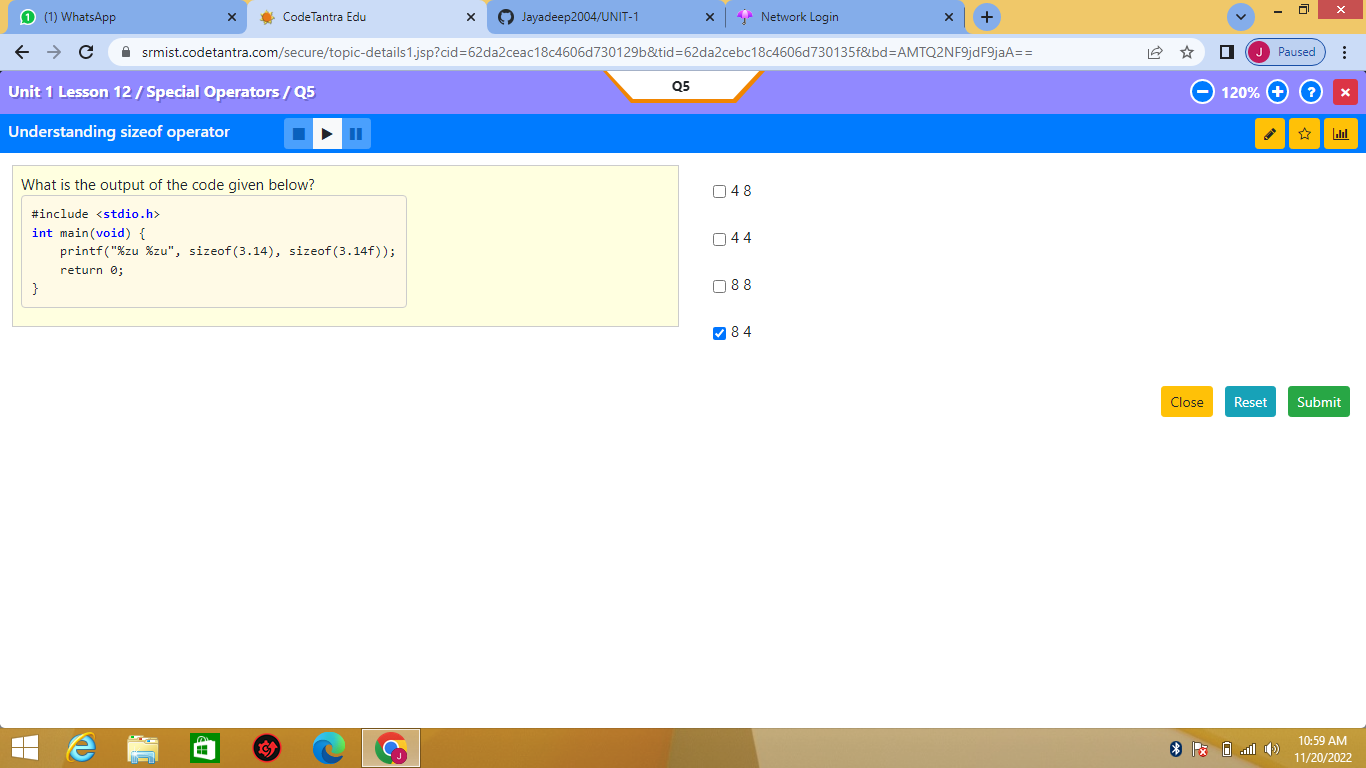 (1) WhatsApp
CodeTantra Edu
Jayadeep2004/UNIT-1
Network Login
srmist.codetantra.com/secure/topic-details1.jsp?cid=62da2ceac18c4606d730129b&tid=62da2cebc18c4606d730135f&bd=AMTQ2NF9jdF9jaA==
J Paused
Unit 1 Lesson 12 / Special Operators / Q5
Q5
120%
?
Understanding sizeof operator
What is the output of the code given below?
#include <stdio.h>
int main(void) {
    printf("%zu %zu", sizeof(3.14), sizeof(3.14f));
    return 0;
}
4 8
4 4
8 8
8 4
Close
Reset
Submit
10:59 AM
11/20/2022